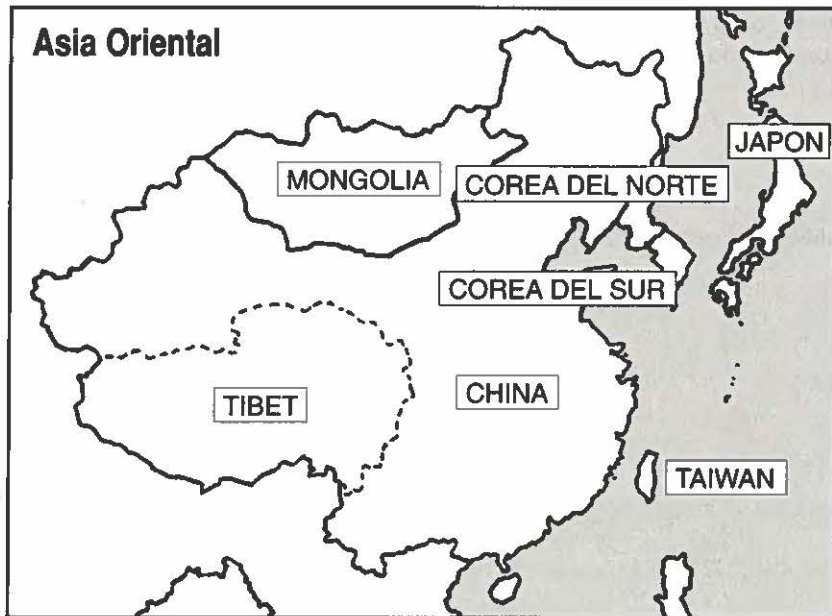 Asia Oriental
JAPON
MONGOLIA
COREA DEL NORTE
COREA DEL SUR
TIBET
CHINA
TAIWAN